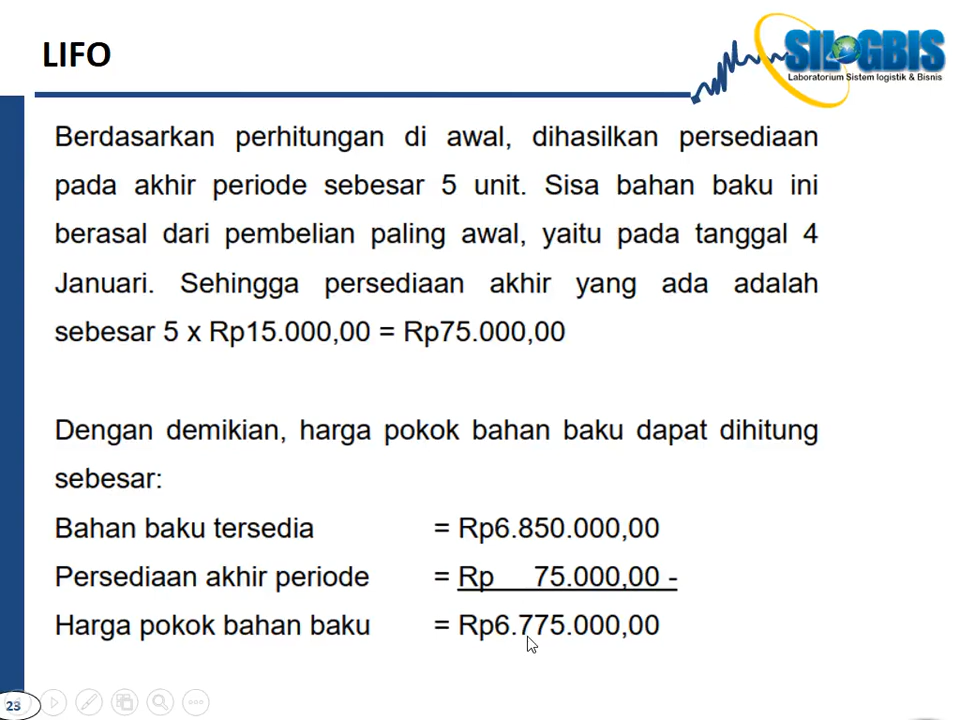 LIFO
SILOGBIS
Laboratorium Sistem logistik & Bisnis
Berdasarkan perhitungan di awal, dihasilkan persediaan
pada akhir periode sebesar 5 unit. Sisa bahan baku ini
berasal dari pembelian paling awal, yaitu pada tanggal 4
Januari. Sehingga persediaan akhir yang ada adalah
sebesar 5 x Rp15.000,00 = Rp75.000,00
Dengan demikian, harga pokok bahan baku dapat dihitung
sebesar:
Bahan baku tersedia = Rp6.850.000,00
Persediaan akhir periode = Rp 75.000,00 -
Harga pokok bahan baku = Rp6.775.000,00
23